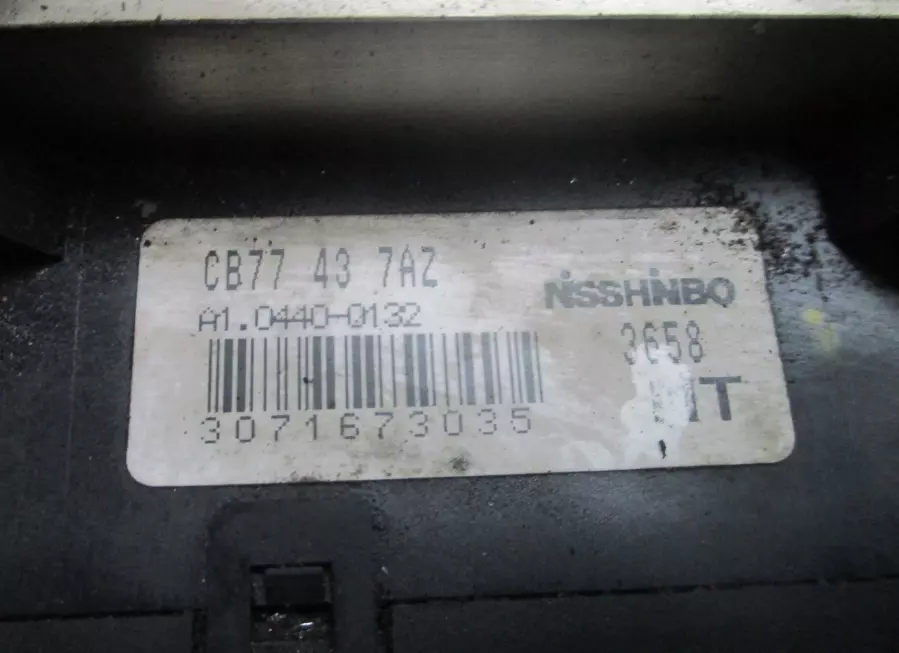 CB77 43 7AZ
NISSHINBO
A1.0440-0132
3658
3071673035